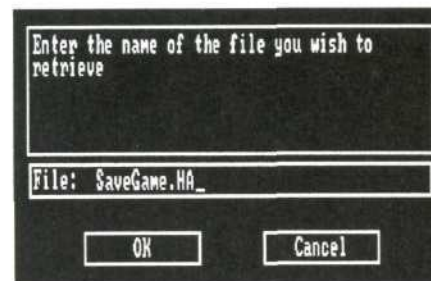 Enter the name of the file you wish to
retrieve
File: SaveGame.HA_
OK
Cancel